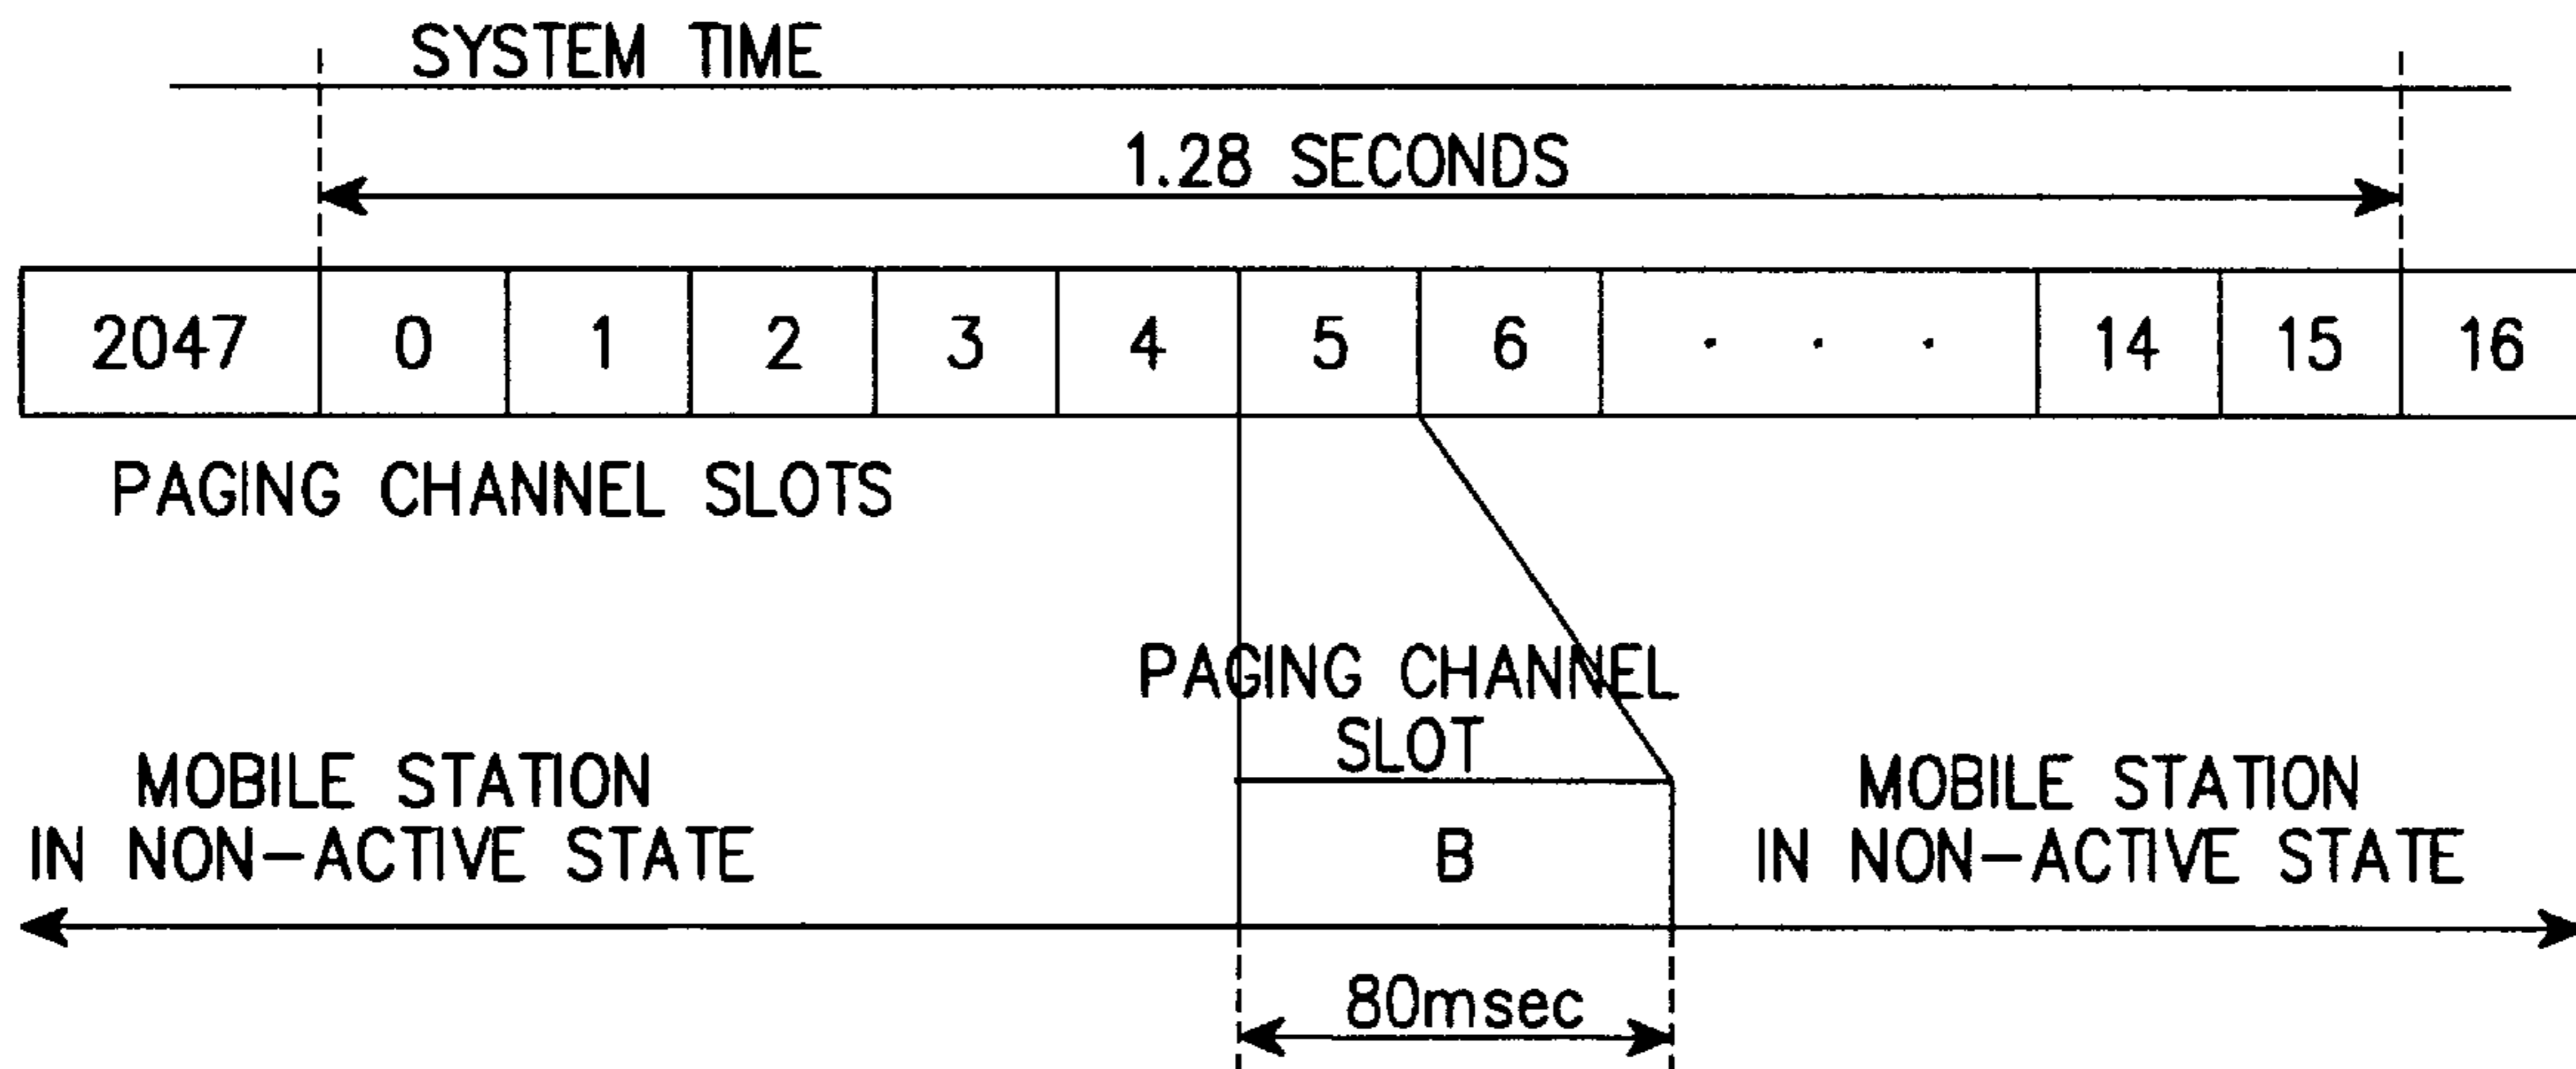 SYSTEM TIME
1.28 SECONDS
2047 0 1 2 3 4 5 6 . . . 14 15 16
PAGING CHANNEL SLOTS
PAGING CHANNEL
SLOT
MOBILE STATION
IN NON-ACTIVE STATE
B
MOBILE STATION
IN NON-ACTIVE STATE
80msec